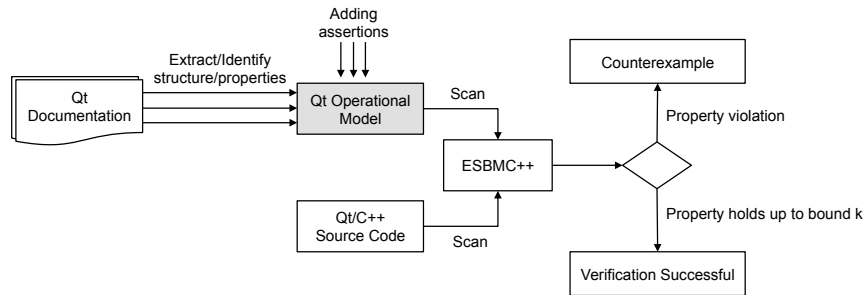 Adding
assertions
Extract/Identify
structure/properties
Qt
Documentation
Qt Operational
Model
Scan
Counterexample
Property violation
ESBMC++
Qt/C++
Source Code
Scan
Property holds up to bound k
Verification Successful